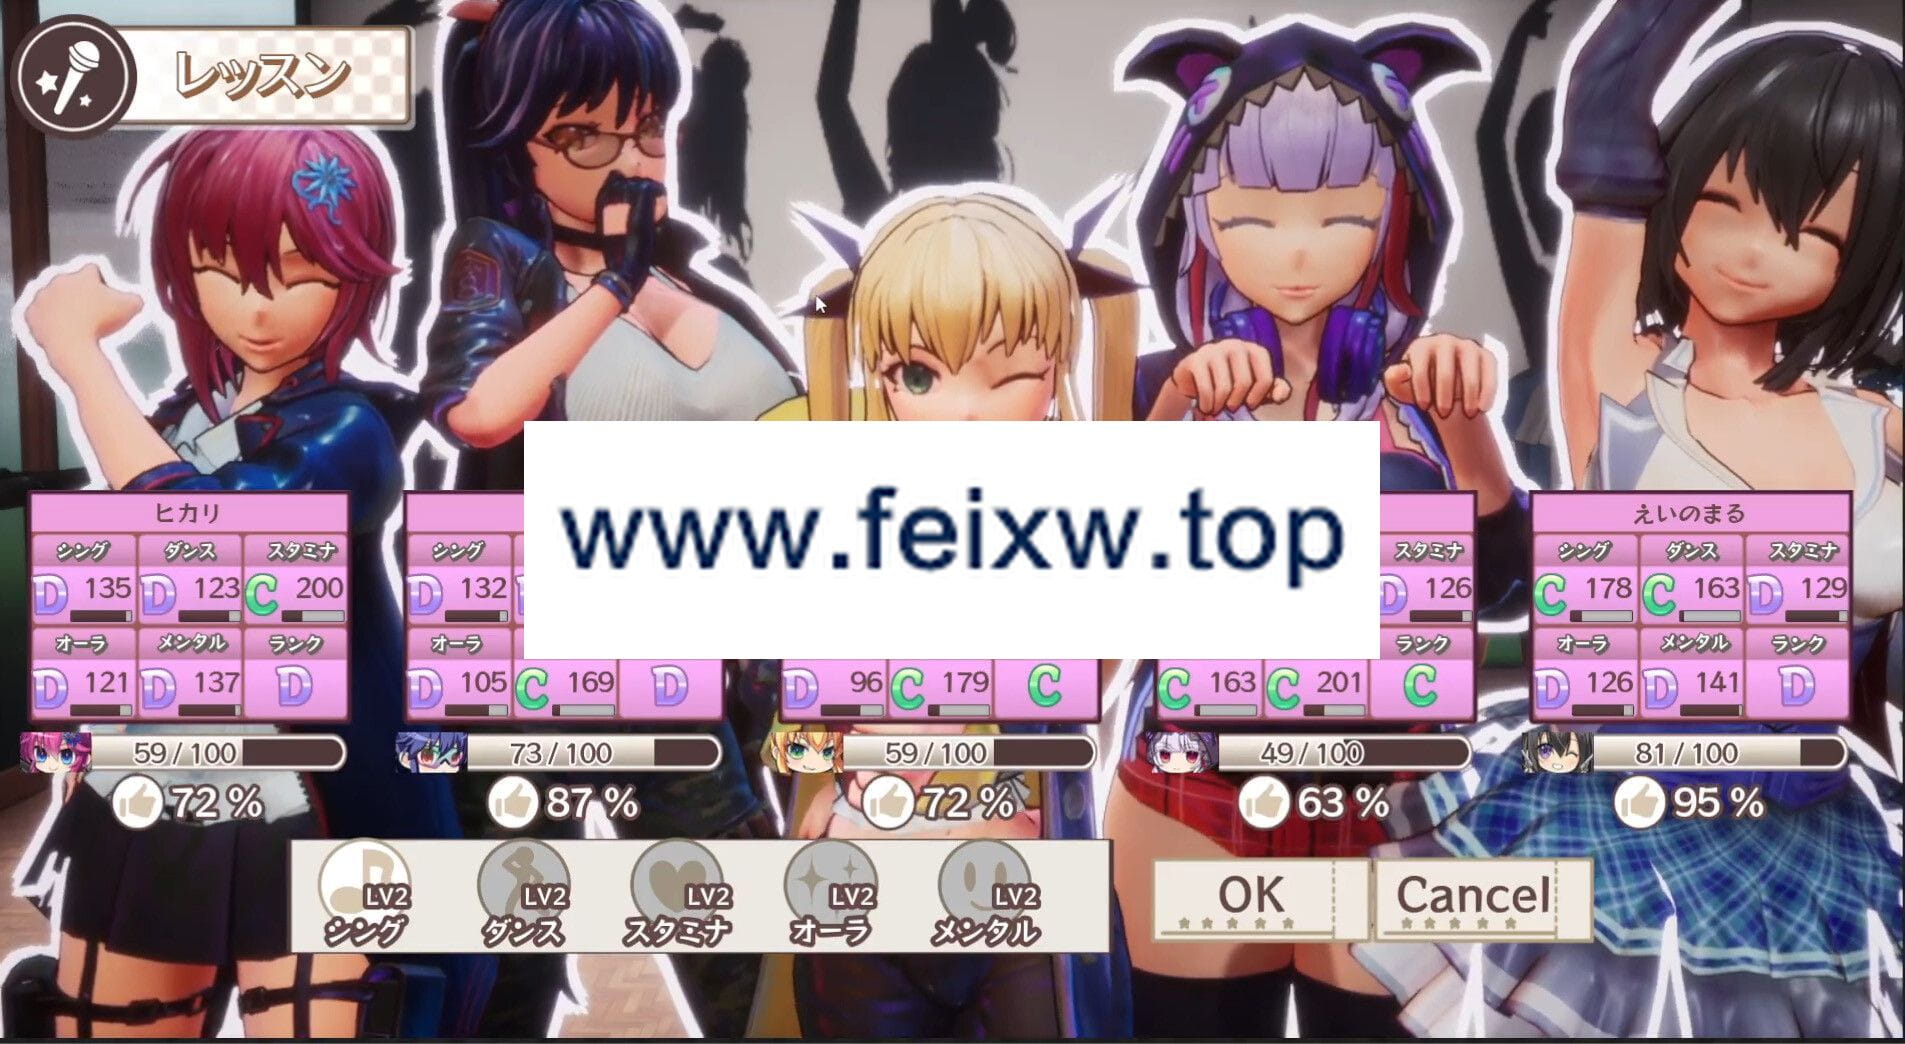 レッスン
www.feixw.top
ヒカリ
シング ダンス スタミナ
D 135 D 123 C 200
オーラ メンタル ランク
D 121 D 137 D
シング
D 132
オーラ
D 105 C 169 D
D 96 C 179 C
スタミナ
D 126
ランク
C 163 C 201 C
えいのまる
シング ダンス スタミナ
C 178 C 163 D 129
オーラ メンタル ランク
D 126 D 141 D
59/100 73/100 59/100 49/100 81/100
72% 87% 72% 63% 95%
LV2 LV2 LV2 LV2 LV2
シング ダンス スタミナ オーラ メンタル
OK Cancel